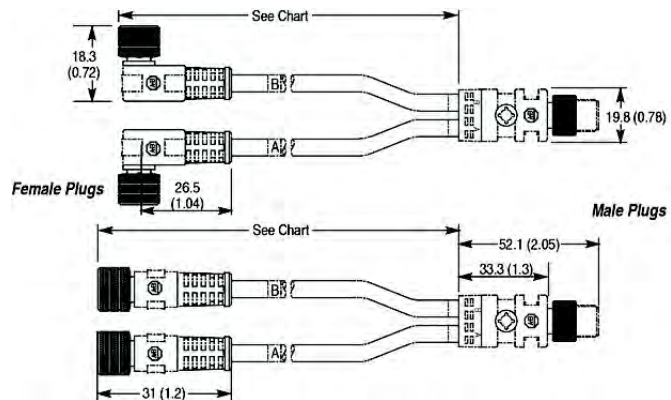 See Chart
18.3
(0.72)
B
19.8 (0.78)
A
Female Plugs
26.5
(1.04)
Male Plugs
See Chart
52.1 (2.05)
33.3 (1.3)
B
A
31 (1.2)